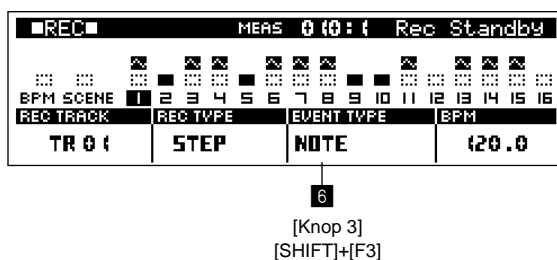 ■REC■ MEAS 010:1 Rec Standby
BPM SCENE 1 2 3 4 5 6 7 8 9 10 11 12 13 14 15 16
REC TRACK REC TYPE EVENT TYPE BPM
TR 01 STEP NOTE 120.0
6
[Knop 3]
[SHIFT]+[F3]